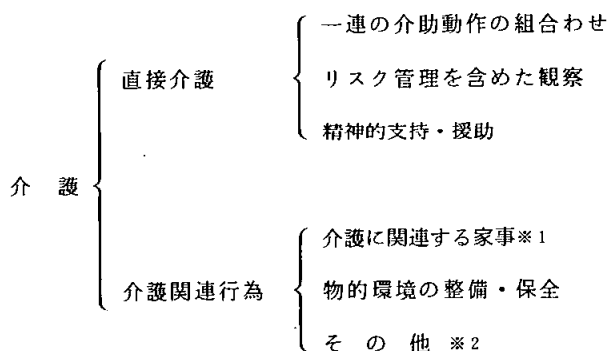 介護
直接介護
一連の介助動作の組合わせ
リスク管理を含めた観察
精神的支持・援助
介護関連行為
介護に関連する家事※1
物的環境の整備・保全
その他 ※2